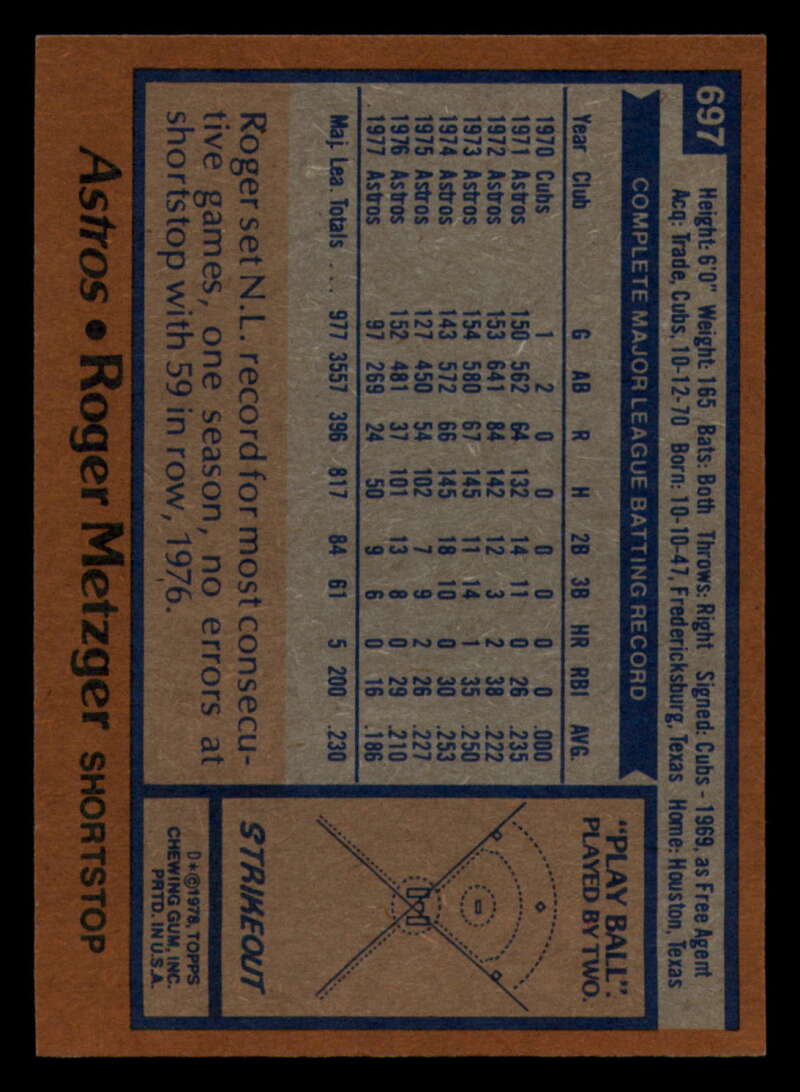 697
Height: 6'0" Weight: 165 Bats: Both Throws: Right Signed: Cubs - 1969, as Free Agent
Acq: Trade, Cubs, 10-12-70 Born: 10-10-47, Fredericksburg, Texas Home: Houston, Texas
COMPLETE MAJOR LEAGUE BATTING RECORD
Year Club G AB R H 2B 3B HR RBI AVG.
1970 Cubs 1 2 0 0 0 0 0 0 .000
1971 Astros 150 562 64 132 14 11 0 26 .235
1972 Astros 153 641 84 142 12 3 2 38 .222
1973 Astros 154 580 67 145 11 14 1 35 .250
1974 Astros 143 572 66 145 18 10 0 30 .253
1975 Astros 127 450 54 102 7 9 2 26 .227
1976 Astros 152 481 37 101 13 8 0 29 .210
1977 Astros 97 269 24 50 9 6 0 16 .186
Maj. Lea. Totals .... 977 3557 396 817 84 61 5 200 .230
Roger set N.L. record for most consecu-
tive games, one season, no errors at
shortstop with 59 in row, 1976.
"PLAY BALL".
PLAYED BY TWO.
STRIKEOUT
D*©1978, TOPPS
CHEWING GUM, INC.
PRTD. IN U.S.A.
Astros • Roger Metzger SHORTSTOP